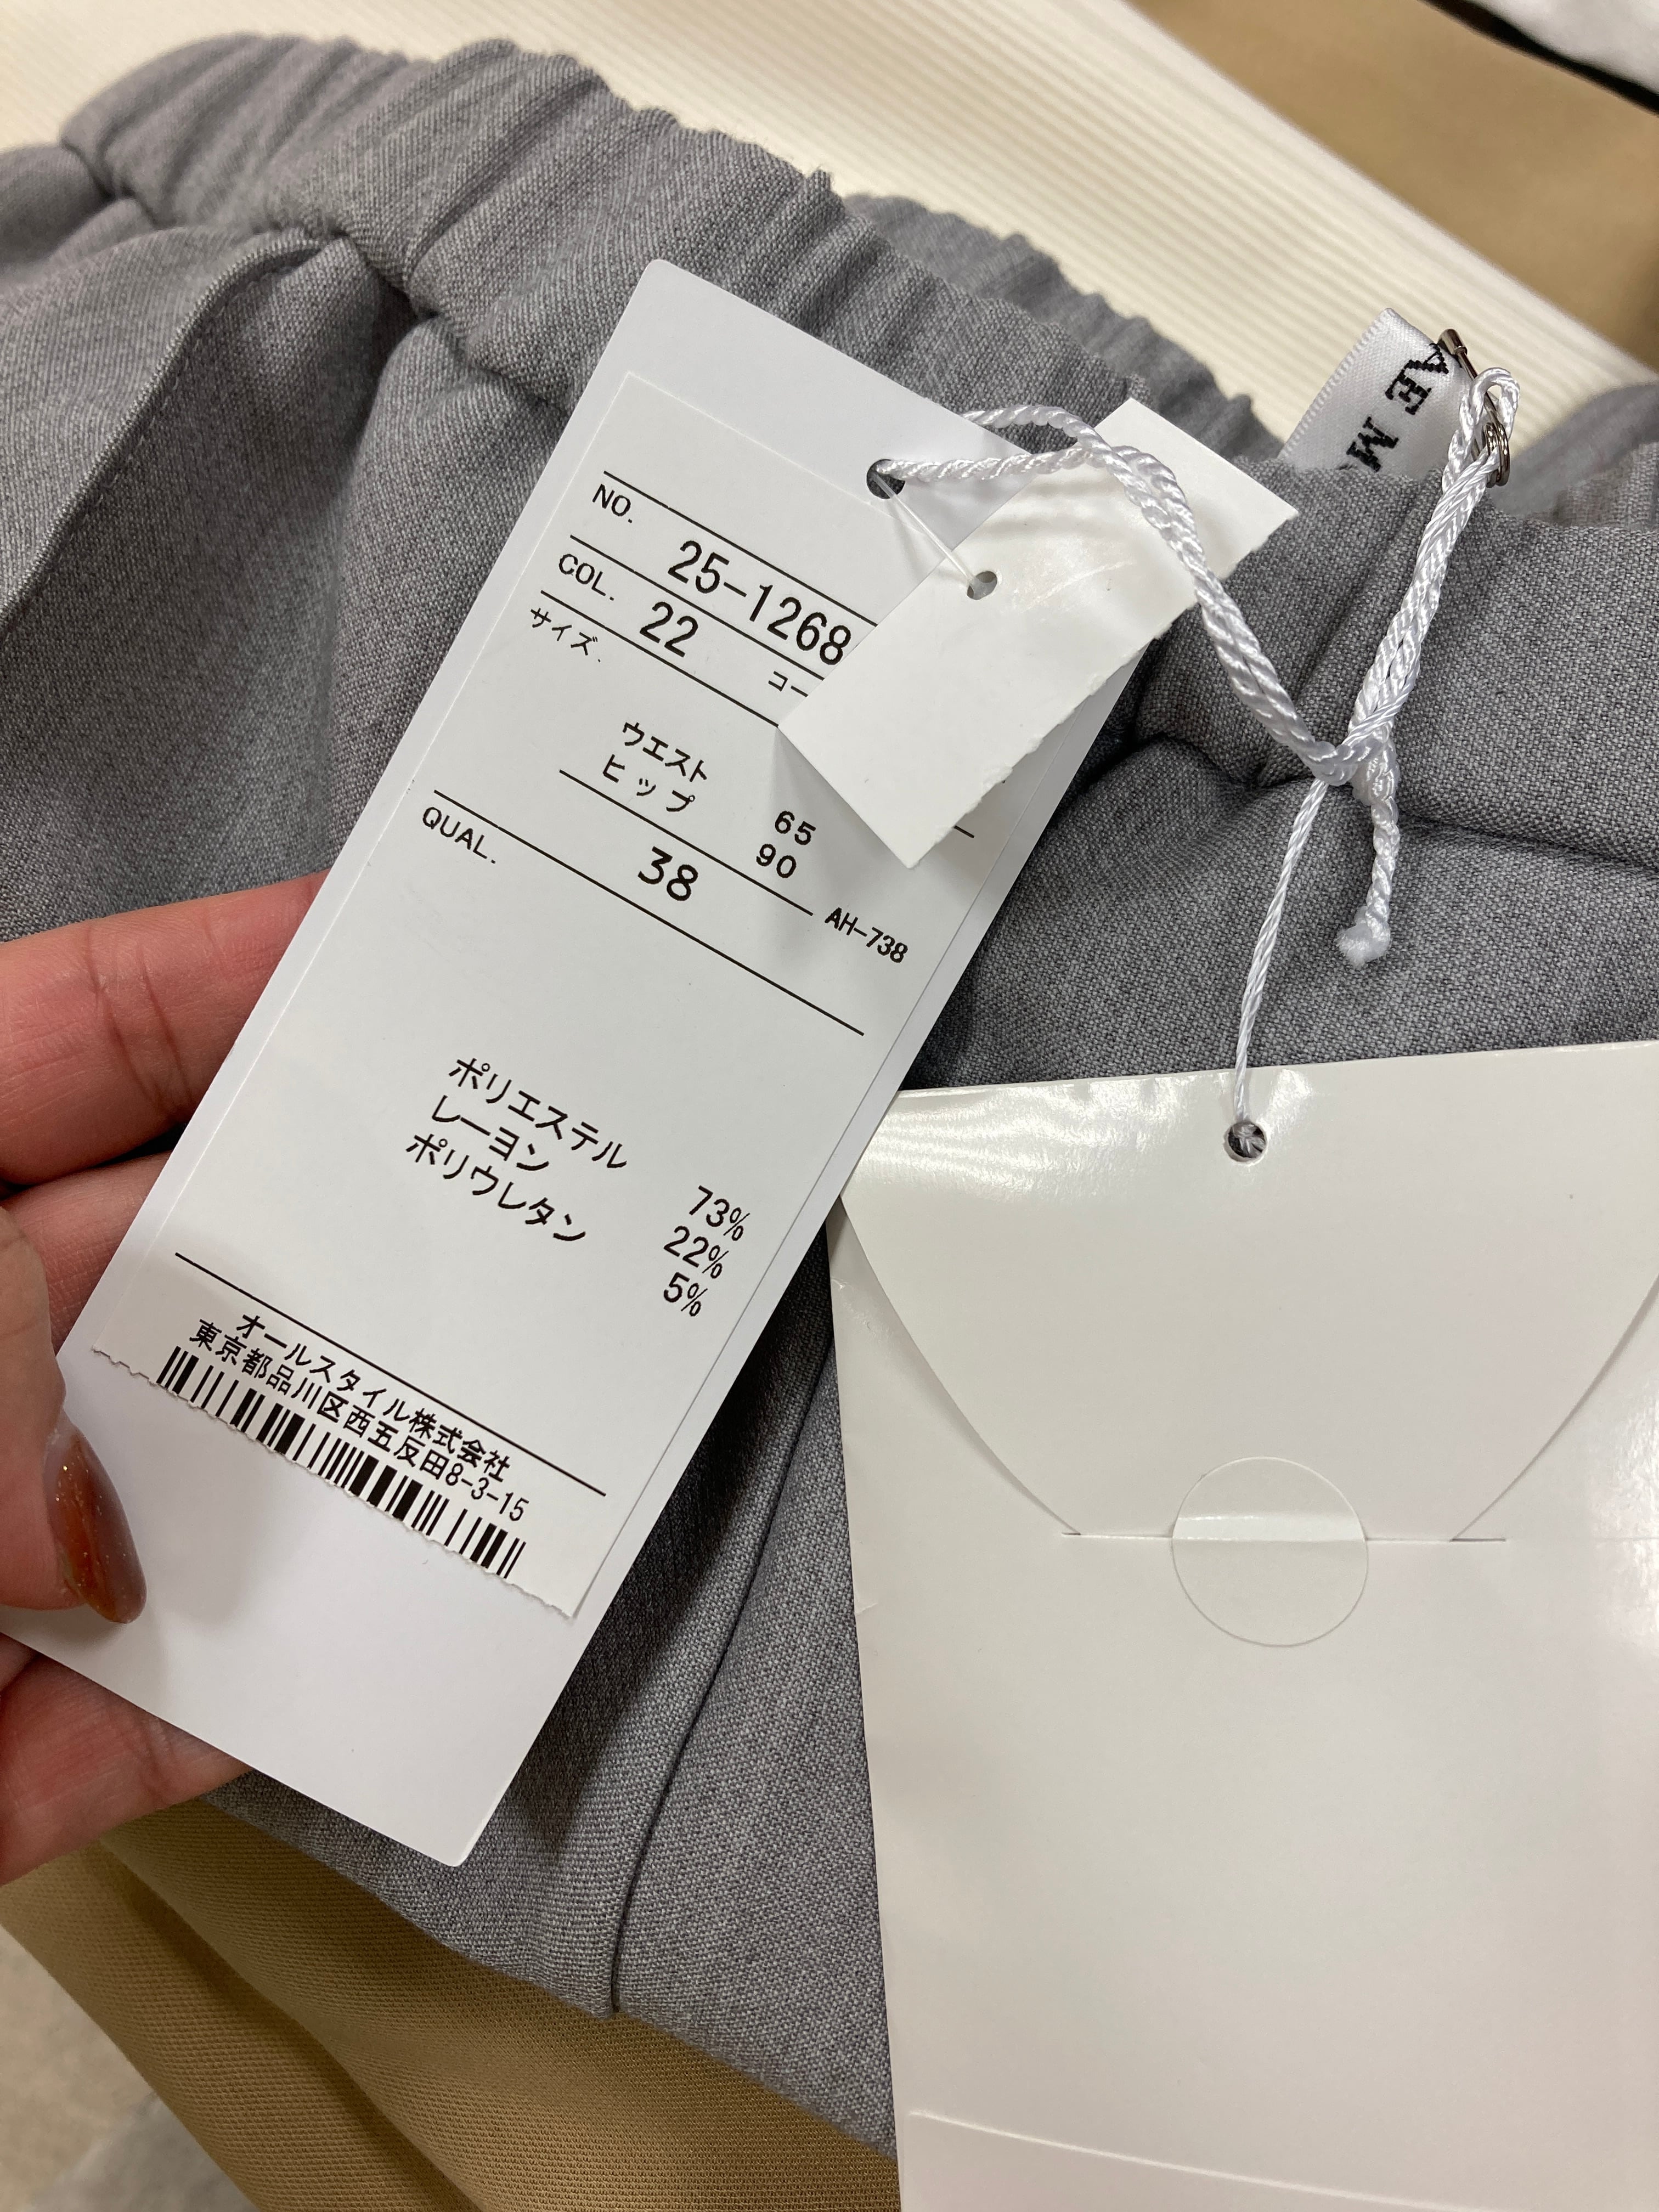 NO. 25-1268
COL. 22 コー
サイズ.
ウエスト 65
ヒップ 90
38 AH-738
QUAL.
ポリエステル 73%
レーヨン 22%
ポリウレタン 5%
オールスタイル株式会社
東京都品川区西五反田8-3-15
AE M